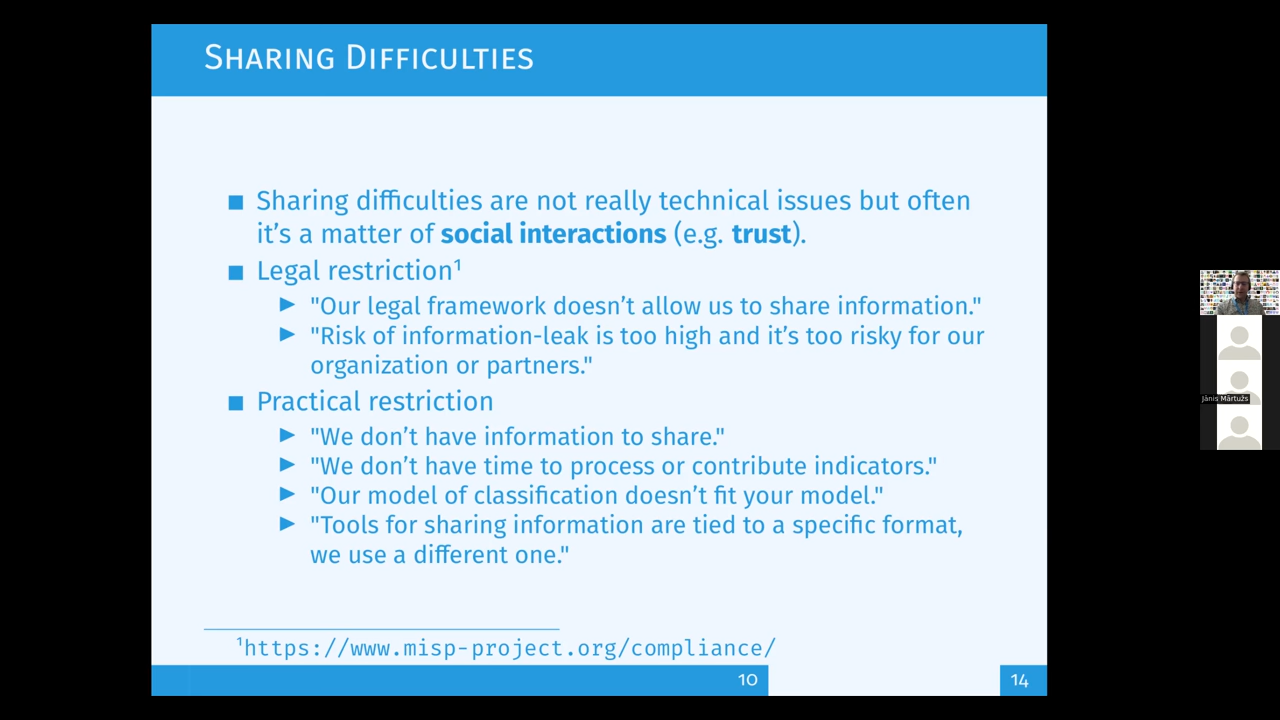 Sharing Difficulties
■ Sharing difficulties are not really technical issues but often
it’s a matter of social interactions (e.g. trust).
■ Legal restriction¹
▶ "Our legal framework doesn’t allow us to share information."
▶ "Risk of information-leak is too high and it’s too risky for our
organization or partners."
■ Practical restriction
▶ "We don’t have information to share."
▶ "We don’t have time to process or contribute indicators."
▶ "Our model of classification doesn’t fit your model."
▶ "Tools for sharing information are tied to a specific format,
we use a different one."
¹https://www.misp-project.org/compliance/
10
14
Jānis Mārtužs